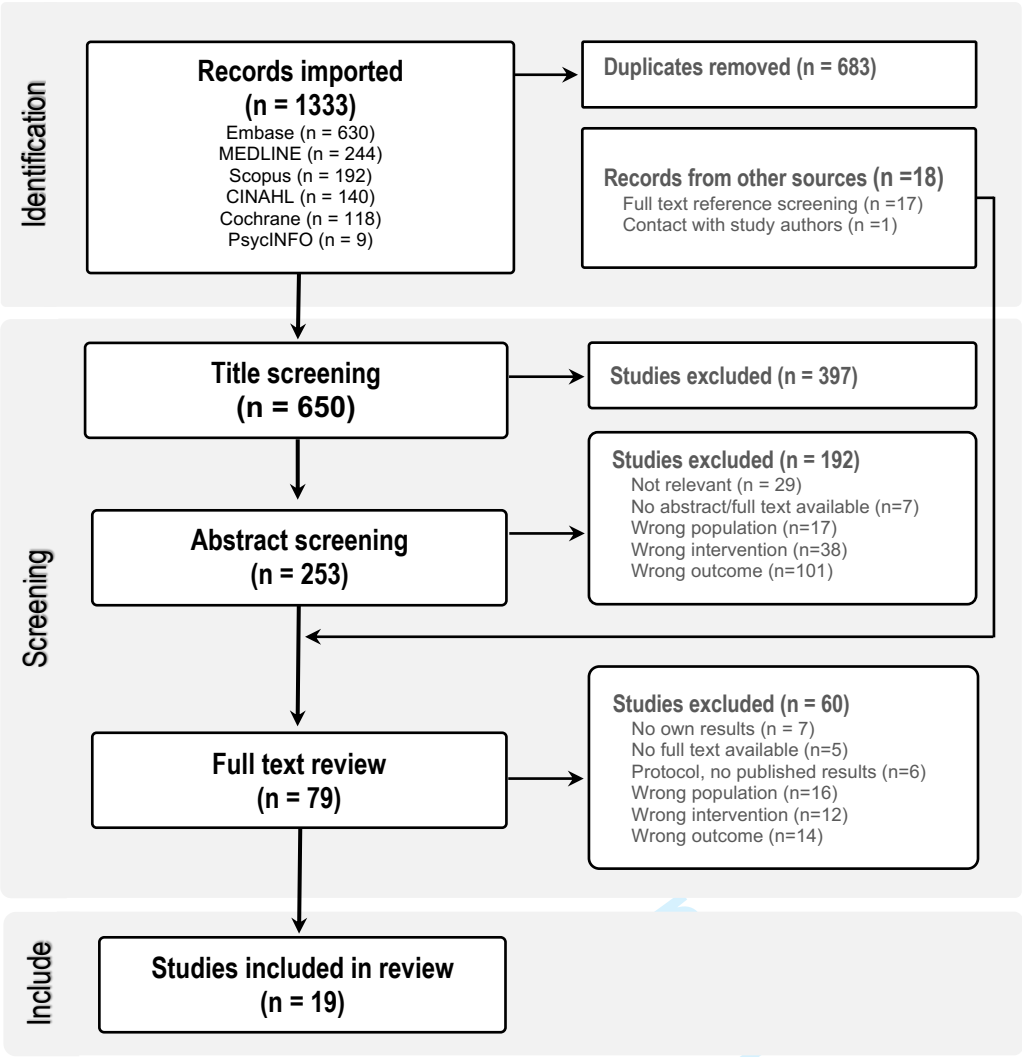 Identification
Records imported
(n = 1333)
Embase (n = 630)
MEDLINE (n = 244)
Scopus (n = 192)
CINAHL (n = 140)
Cochrane (n = 118)
PsycINFO (n = 9)
Duplicates removed (n = 683)
Records from other sources (n =18)
Full text reference screening (n =17)
Contact with study authors (n =1)
Screening
Title screening
(n = 650)
Studies excluded (n = 397)
Abstract screening
(n = 253)
Studies excluded (n = 192)
Not relevant (n = 29)
No abstract/full text available (n=7)
Wrong population (n=17)
Wrong intervention (n=38)
Wrong outcome (n=101)
Full text review
(n = 79)
Studies excluded (n = 60)
No own results (n = 7)
No full text available (n=5)
Protocol, no published results (n=6)
Wrong population (n=16)
Wrong intervention (n=12)
Wrong outcome (n=14)
Include
Studies included in review
(n = 19)